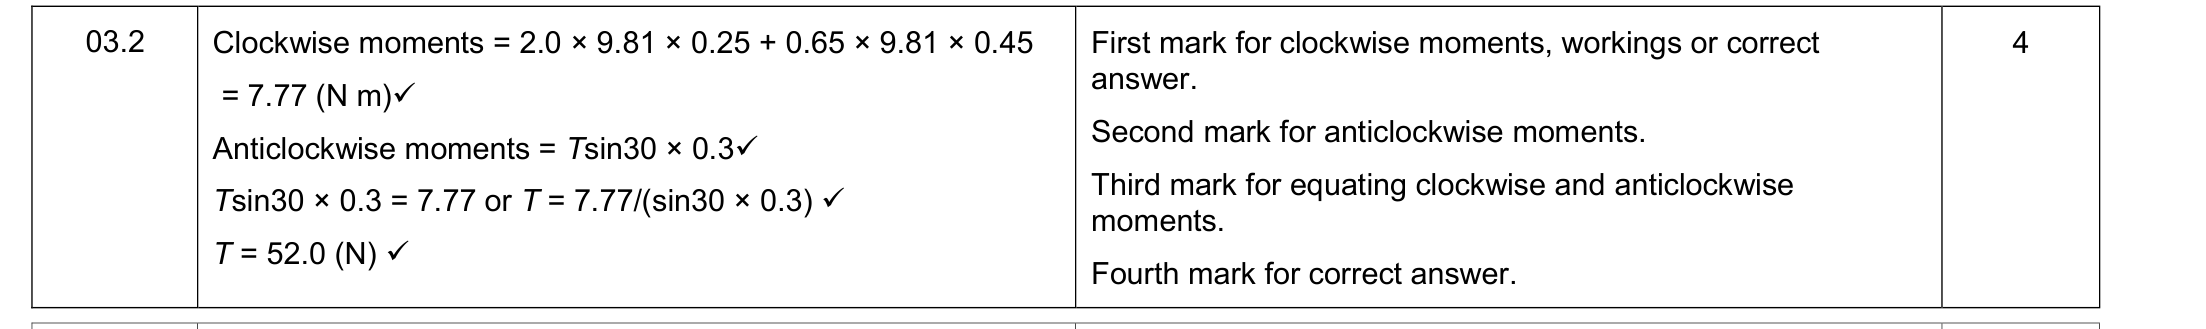 03.2
Clockwise moments = 2.0 × 9.81 × 0.25 + 0.65 × 9.81 × 0.45
= 7.77 (N m)✓
Anticlockwise moments = Tsin30 × 0.3✓
Tsin30 × 0.3 = 7.77 or T = 7.77/(sin30 × 0.3) ✓
T = 52.0 (N) ✓
First mark for clockwise moments, workings or correct
answer.
Second mark for anticlockwise moments.
Third mark for equating clockwise and anticlockwise
moments.
Fourth mark for correct answer.
4